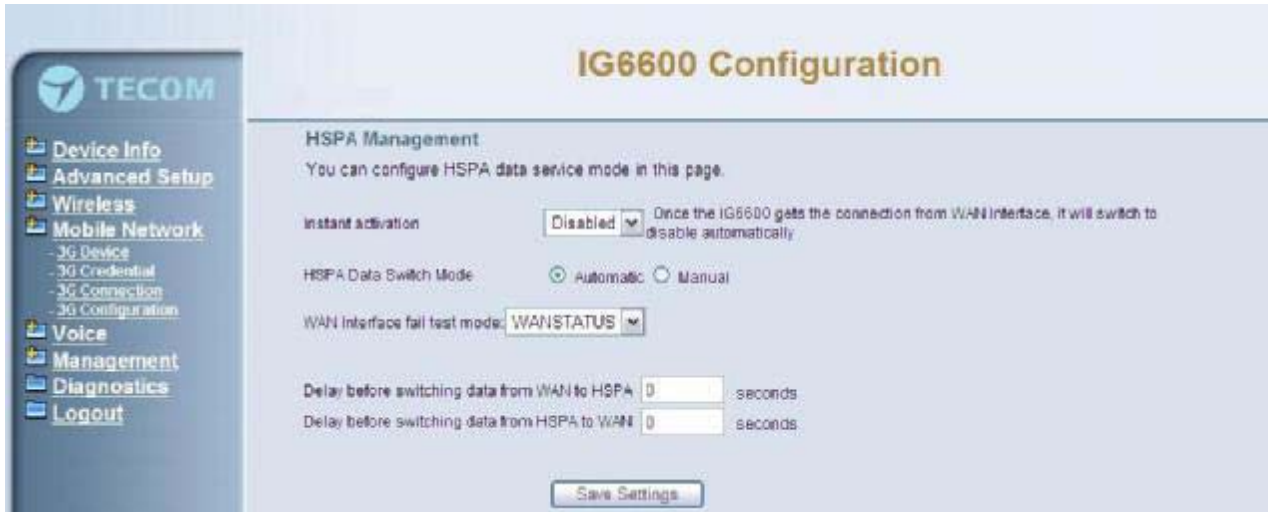 IG6600 Configuration
TECOM
Device Info
Advanced Setup
Wireless
Mobile Network
- 3G Device
- 3G Credential
- 3G Connection
- 3G Configuration
Voice
Management
Diagnostics
Logout
HSPA Management
You can configure HSPA data service mode in this page.
Instant activation
Disabled
Once the IG6600 gets the connection from WAN interface, it will switch to
disable automatically
HSPA Data Switch Mode
Automatic Manual
WAN Interface fail test mode: WANSTATUS
Delay before switching data from WAN to HSPA 0 seconds
Delay before switching data from HSPA to WAN 0 seconds
Save Settings